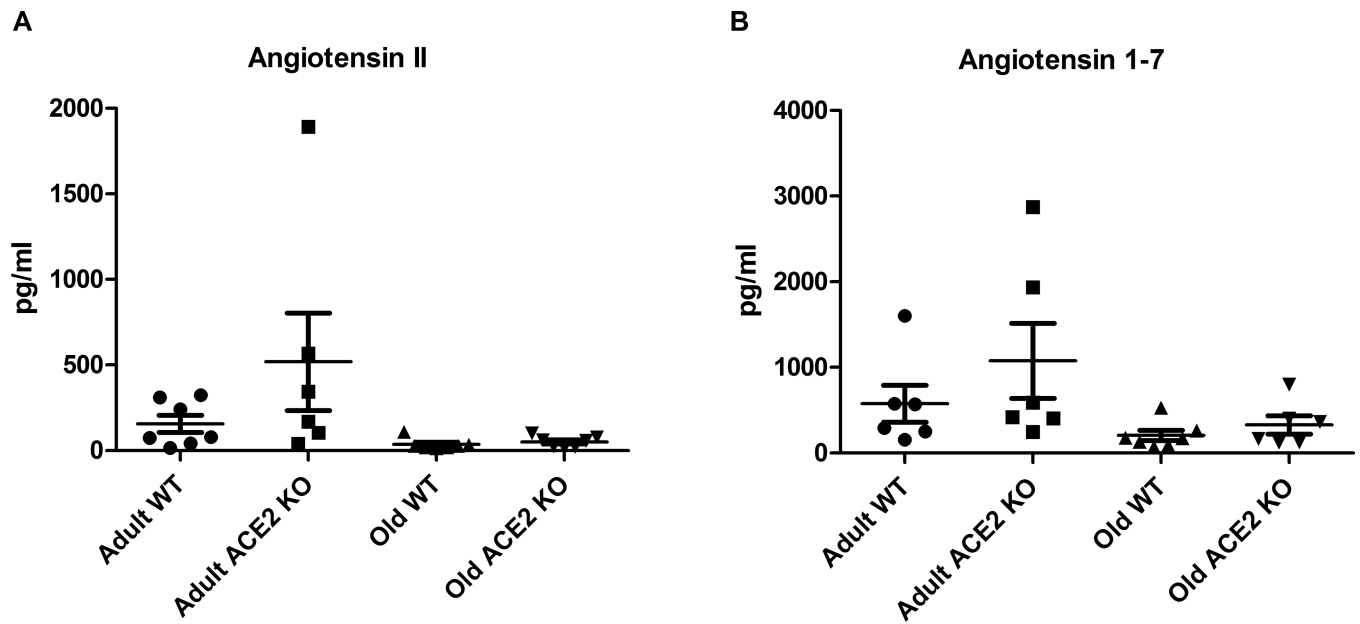 A
Angiotensin II
2000
1500
1000
500
0
pg/ml
Adult WT
Adult ACE2 KO
Old WT
Old ACE2 KO
B
Angiotensin 1-7
4000
3000
2000
1000
0
pg/ml
Adult WT
Adult ACE2 KO
Old WT
Old ACE2 KO